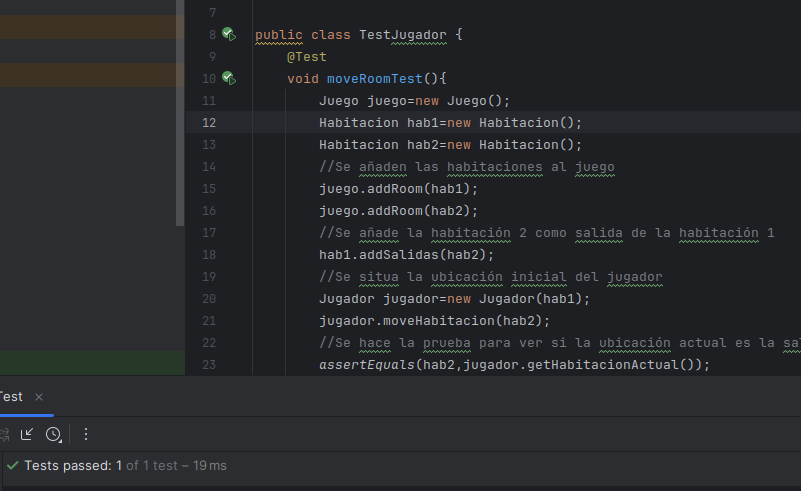 7
8 public class TestJugador {
9 @Test
10 void moveRoomTest(){
11 Juego juego=new Juego();
12 Habitacion hab1=new Habitacion();
13 Habitacion hab2=new Habitacion();
14 //Se añaden las habitaciones al juego
15 juego.addRoom(hab1);
16 juego.addRoom(hab2);
17 //Se añade la habitación 2 como salida de la habitación 1
18 hab1.addSalidas(hab2);
19 //Se situa la ubicación inicial del jugador
20 Jugador jugador=new Jugador(hab1);
21 jugador.moveHabitacion(hab2);
22 //Se hace la prueba para ver si la ubicación actual es la sal
23 assertEquals(hab2,jugador.getHabitacionActual());
Test ×
Tests passed: 1 of 1 test – 19 ms